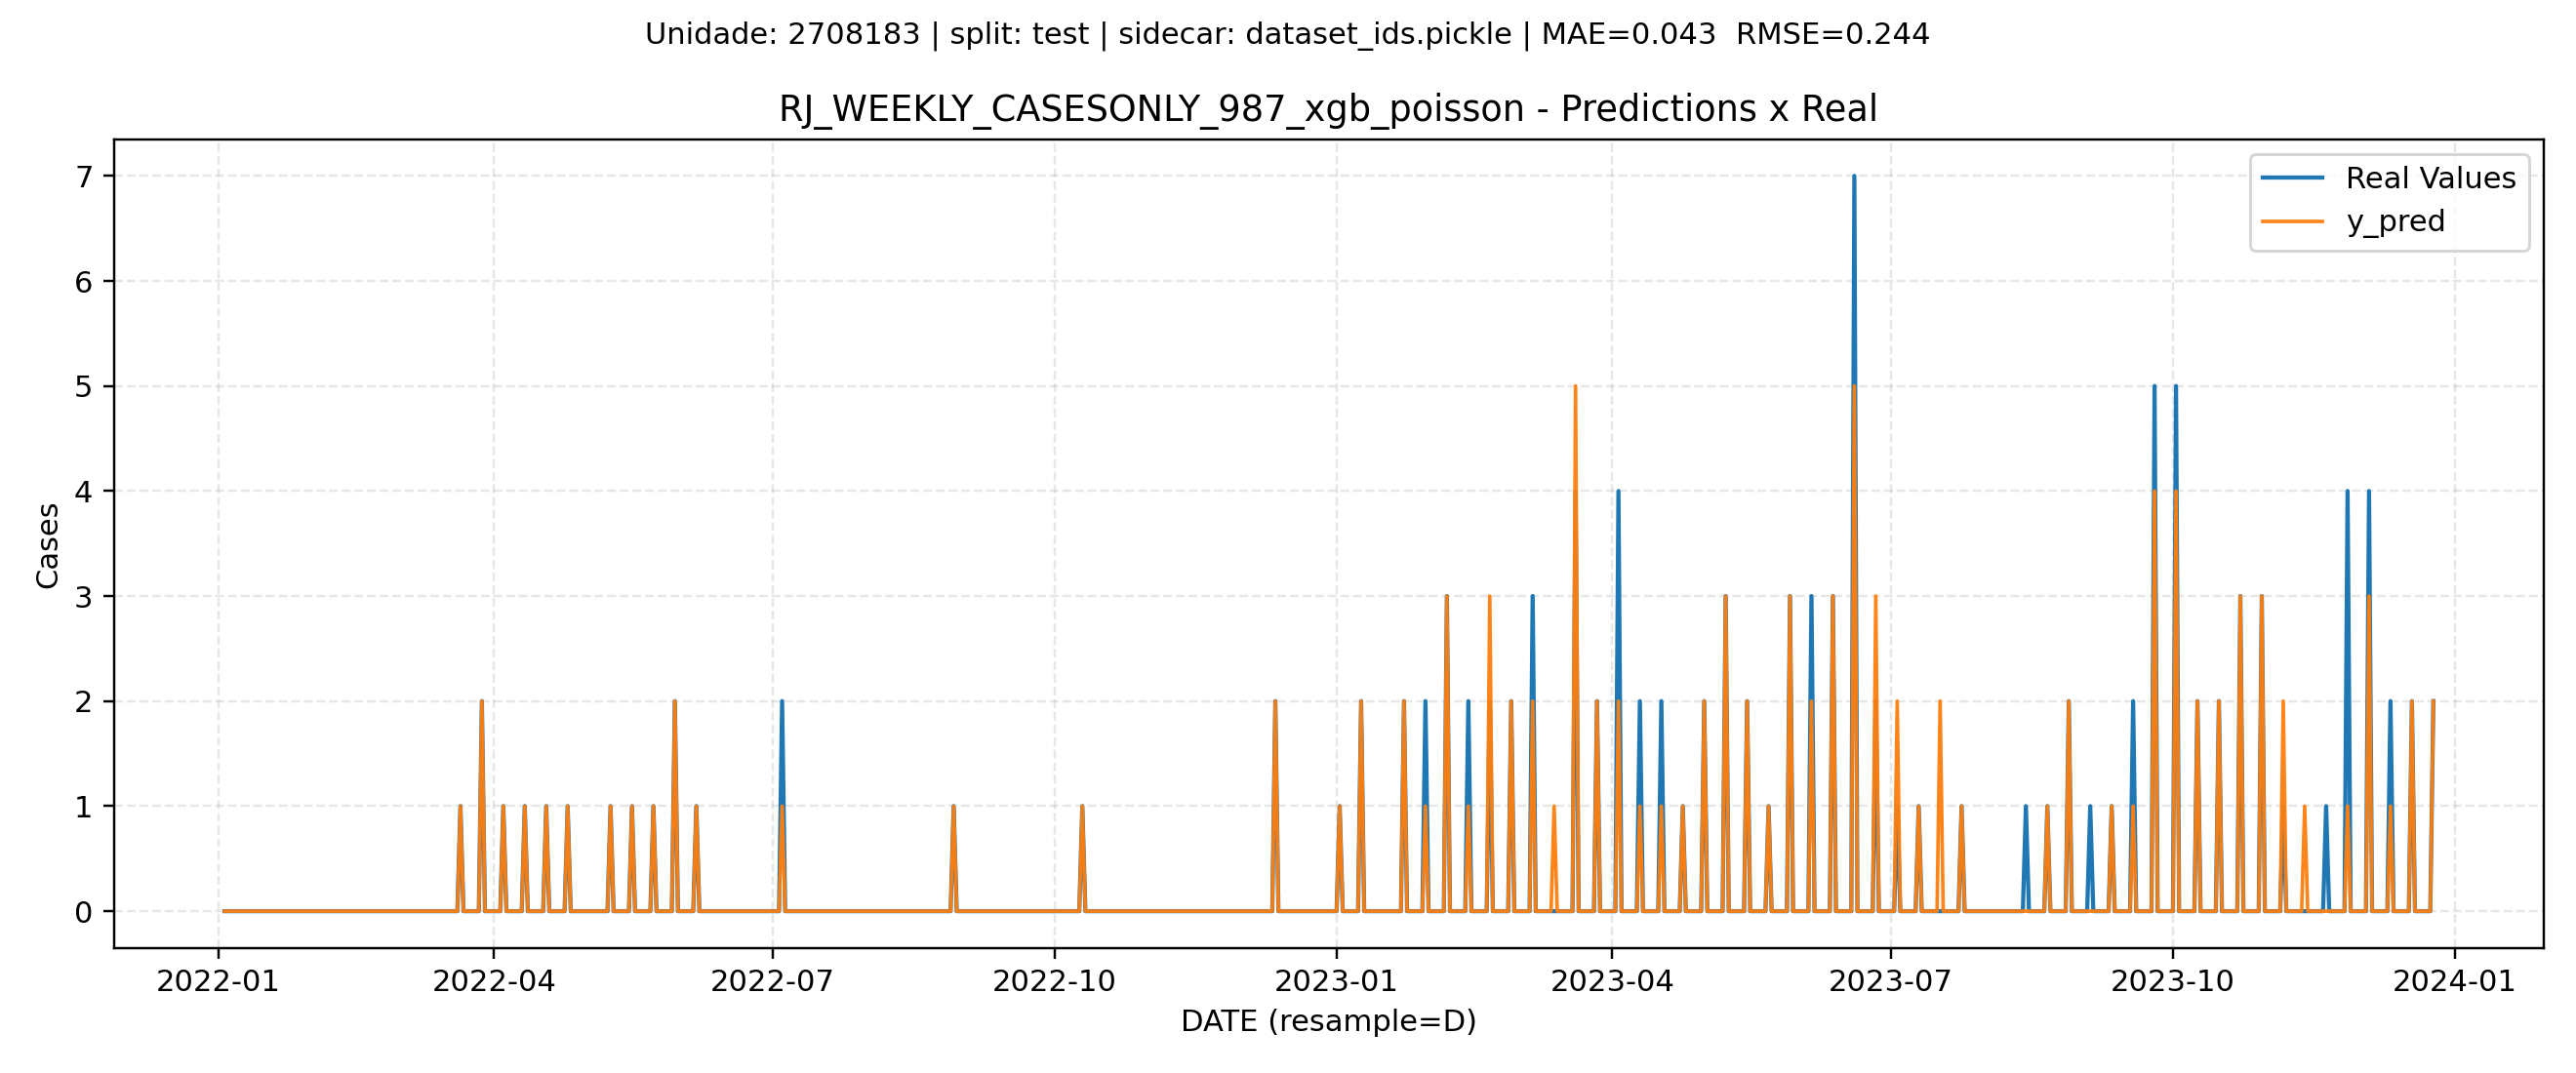 Unidade: 2708183 | split: test | sidecar: dataset_ids.pickle | MAE=0.043  RMSE=0.244
RJ_WEEKLY_CASESONLY_987_xgb_poisson - Predictions x Real
Real Values
y_pred
Cases
7
6
5
4
3
2
1
0
2022-01
2022-04
2022-07
2022-10
2023-01
2023-04
2023-07
2023-10
2024-01
DATE (resample=D)